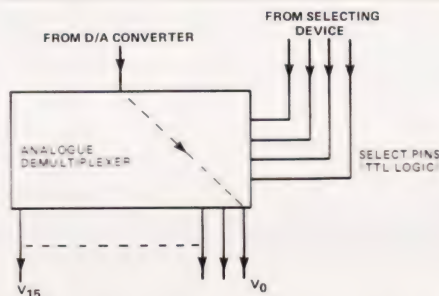 FROM D/A CONVERTER
FROM SELECTING
DEVICE
ANALOGUE
DEMULTIPLEXER
SELECT PINS
TTL LOGIC
V15
V0